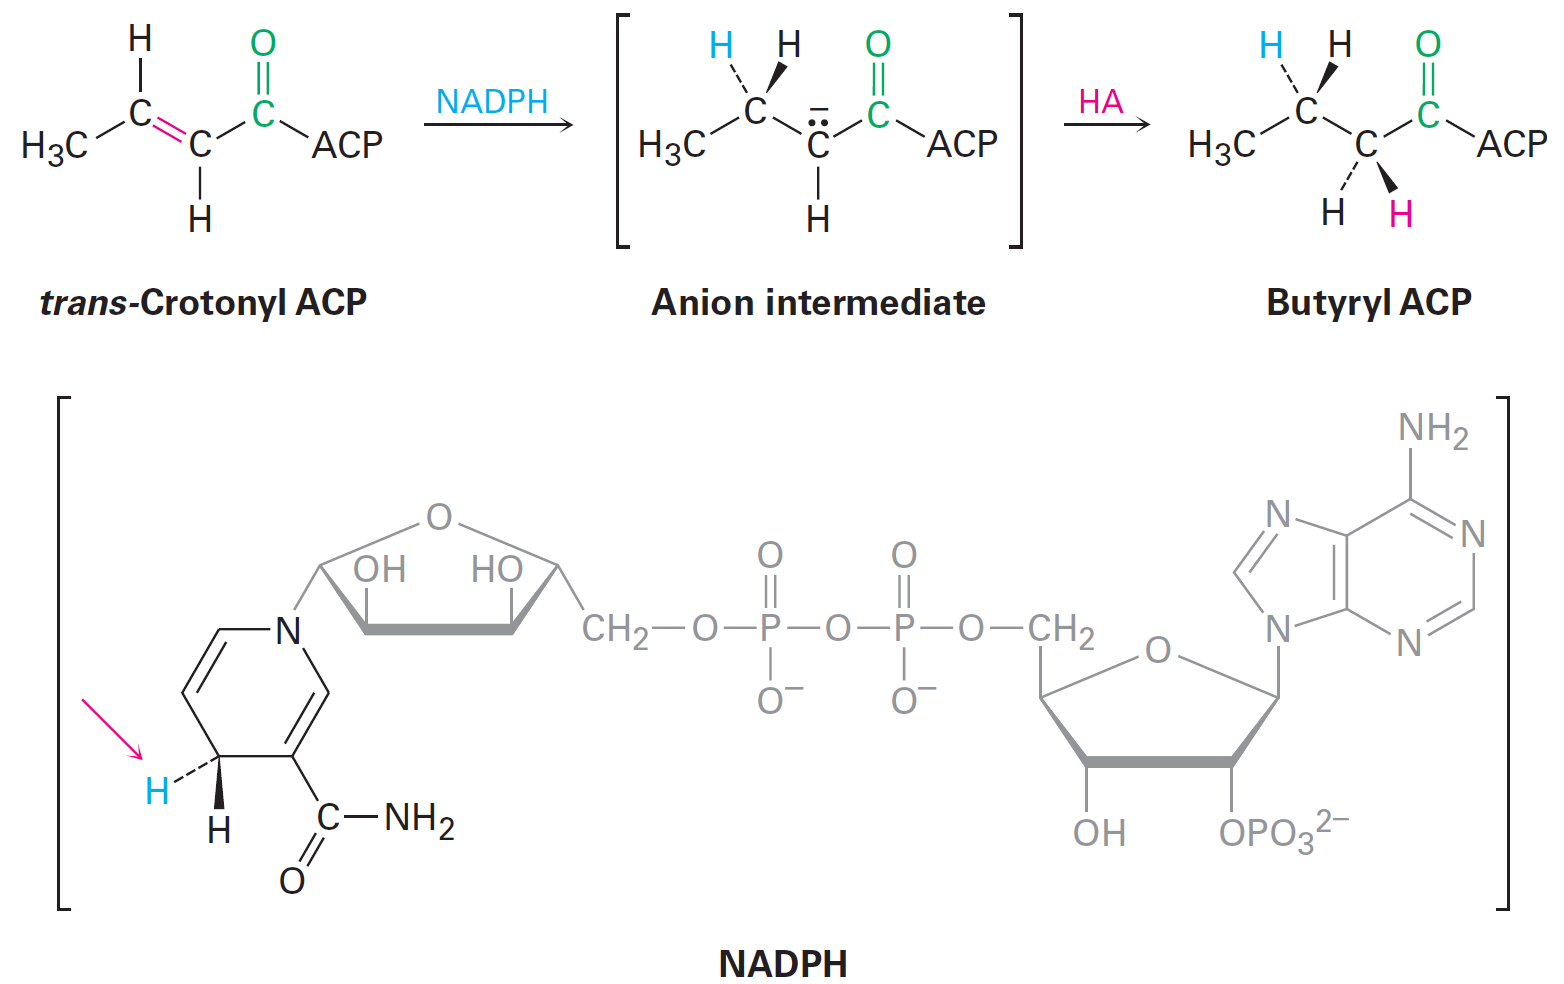 H O H H O H H O
NADPH HA
C C C C C C
H₃C C ACP H₃C C̈⁻ ACP H₃C C ACP
H H H H
trans-Crotonyl ACP Anion intermediate Butyryl ACP
NH₂
O N N
OH HO O O
N CH₂ O P O P O CH₂ N N
O⁻ O⁻ O
H
H C NH₂ OH OPO₃²⁻
O
NADPH